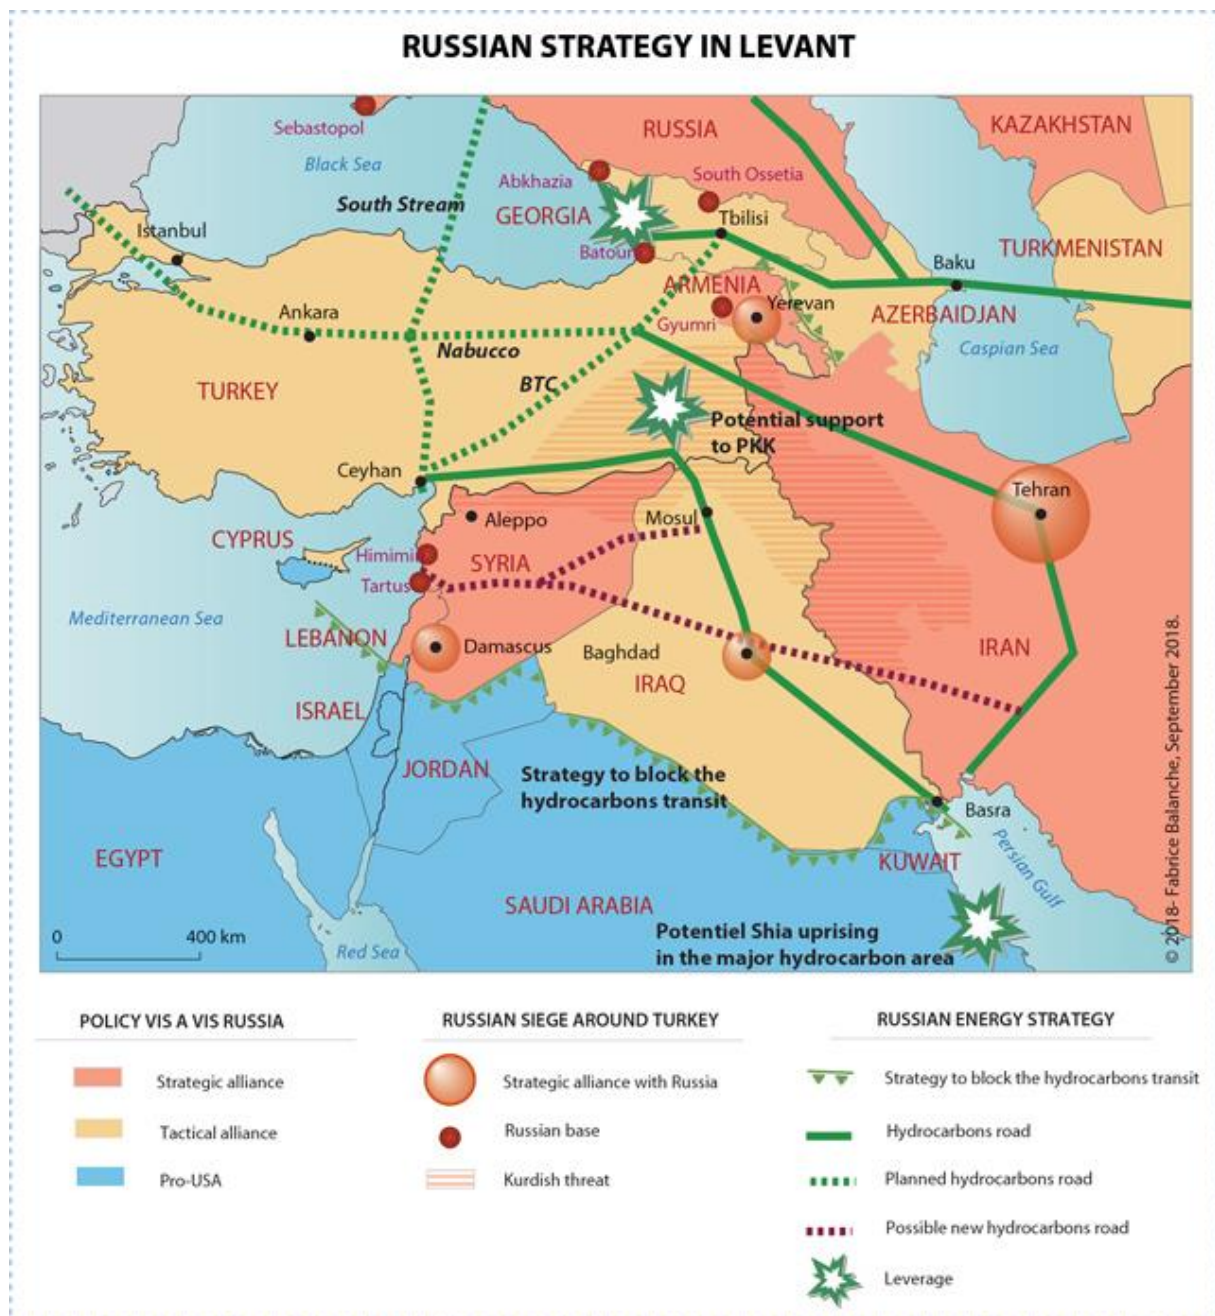 RUSSIAN STRATEGY IN LEVANT
Sebastopol
RUSSIA
KAZAKHSTAN
Black Sea
Abkhazia
South Ossetia
South Stream
GEORGIA
Tbilisi
Istanbul
Batoun
TURKMENISTAN
Baku
ARMENIA
Yerevan
Ankara
Gyumri
AZERBAIDJAN
Caspian Sea
Nabucco
BTC
TURKEY
Potential support
to PKK
Ceyhan
Tehran
Aleppo
Mosul
CYPRUS
Himimi
SYRIA
Tartus
Mediterranean Sea
LEBANON
Damascus
Baghdad
IRAN
IRAQ
ISRAEL
JORDAN
Strategy to block the
hydrocarbons transit
Basra
EGYPT
KUWAIT
Persian Gulf
SAUDI ARABIA
Potentiel Shia uprising
in the major hydrocarbon area
0 400 km
Red Sea
© 2018- Fabrice Balanche, September 2018.
POLICY VIS A VIS RUSSIA
Strategic alliance
Tactical alliance
Pro-USA
RUSSIAN SIEGE AROUND TURKEY
Strategic alliance with Russia
Russian base
Kurdish threat
RUSSIAN ENERGY STRATEGY
Strategy to block the hydrocarbons transit
Hydrocarbons road
Planned hydrocarbons road
Possible new hydrocarbons road
Leverage